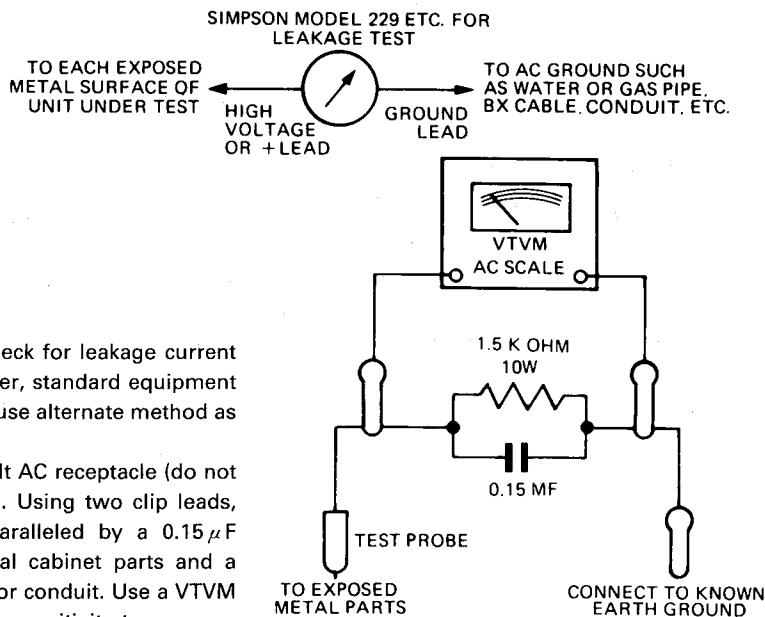 SIMPSON MODEL 229 ETC. FOR
LEAKAGE TEST
TO EACH EXPOSED
METAL SURFACE OF
UNIT UNDER TEST
HIGH
VOLTAGE
OR + LEAD
GROUND
LEAD
TO AC GROUND SUCH
AS WATER OR GAS PIPE,
BX CABLE, CONDUIT, ETC.
VTVM
AC SCALE
1.5 K OHM
10W
0.15 MF
TEST PROBE
TO EXPOSED
METAL PARTS
CONNECT TO KNOWN
EARTH GROUND
eck for leakage current
er, standard equipment
use alternate method as
lt AC receptacle (do not
. Using two clip leads,
aralleled by a 0.15 µF
al cabinet parts and a
or conduit. Use a VTVM